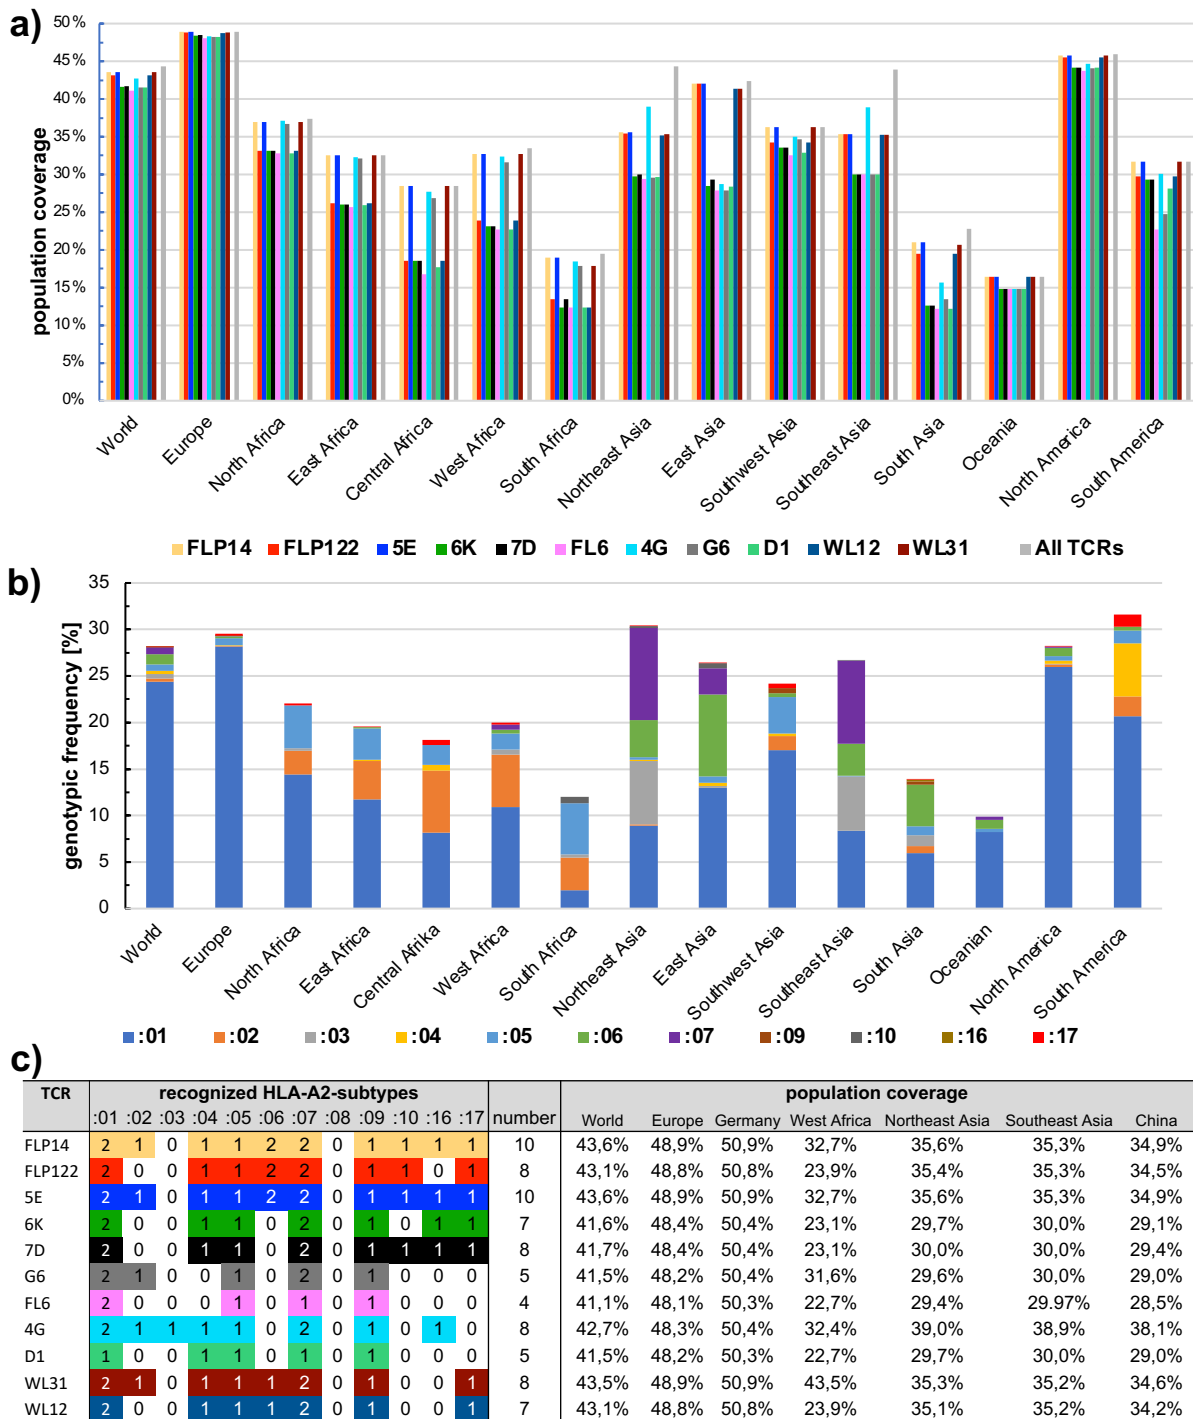 a)
population coverage
50%
45%
40%
35%
30%
25%
20%
15%
10%
5%
0%
World
Europe
North Africa
East Africa
Central Africa
West Africa
South Africa
Northeast Asia
East Asia
Southwest Asia
Southeast Asia
South Asia
Oceania
North America
South America
FLP14 FLP122 5E 6K 7D FL6 4G G6 D1 WL12 WL31 All TCRs
b)
genotypic frequency [%]
35
30
25
20
15
10
5
0
World
Europe
North Africa
East Africa
Central Afrika
West Africa
South Africa
Northeast Asia
East Asia
Southwest Asia
Southeast Asia
South Asia
Oceanian
North America
South America
:01 :02 :03 :04 :05 :06 :07 :09 :10 :16 :17
c)
TCR recognized HLA-A2-subtypes number population coverage
:01 :02 :03 :04 :05 :06 :07 :08 :09 :10 :16 :17 World Europe Germany West Africa Northeast Asia Southeast Asia China
FLP14 2 1 0 1 1 2 2 0 1 1 1 1 10 43,6% 48,9% 50,9% 32,7% 35,6% 35,3% 34,9%
FLP122 2 0 0 1 1 2 2 0 1 1 0 1 8 43,1% 48,8% 50,8% 23,9% 35,4% 35,3% 34,5%
5E 2 1 0 1 1 2 2 0 1 1 1 1 10 43,6% 48,9% 50,9% 32,7% 35,6% 35,3% 34,9%
6K 2 0 0 1 1 0 2 0 1 0 1 1 7 41,6% 48,4% 50,4% 23,1% 29,7% 30,0% 29,1%
7D 2 0 0 1 1 0 2 0 1 1 1 1 8 41,7% 48,4% 50,4% 23,1% 30,0% 30,0% 29,4%
G6 2 1 0 0 1 0 2 0 1 0 0 0 5 41,5% 48,2% 50,4% 31,6% 29,6% 30,0% 29,0%
FL6 2 0 0 0 1 0 1 0 1 0 0 0 4 41,1% 48,1% 50,3% 22,7% 29,4% 29.97% 28,5%
4G 2 1 1 1 1 0 2 0 1 0 1 0 8 42,7% 48,3% 50,4% 32,4% 39,0% 38,9% 38,1%
D1 1 0 0 1 1 0 1 0 1 0 0 0 5 41,5% 48,2% 50,3% 22,7% 29,7% 30,0% 29,0%
WL31 2 1 0 1 1 1 2 0 1 0 0 1 8 43,5% 48,9% 50,9% 43,5% 35,3% 35,2% 34,6%
WL12 2 0 0 1 1 1 2 0 1 0 0 1 7 43,1% 48,8% 50,8% 23,9% 35,1% 35,2% 34,2%